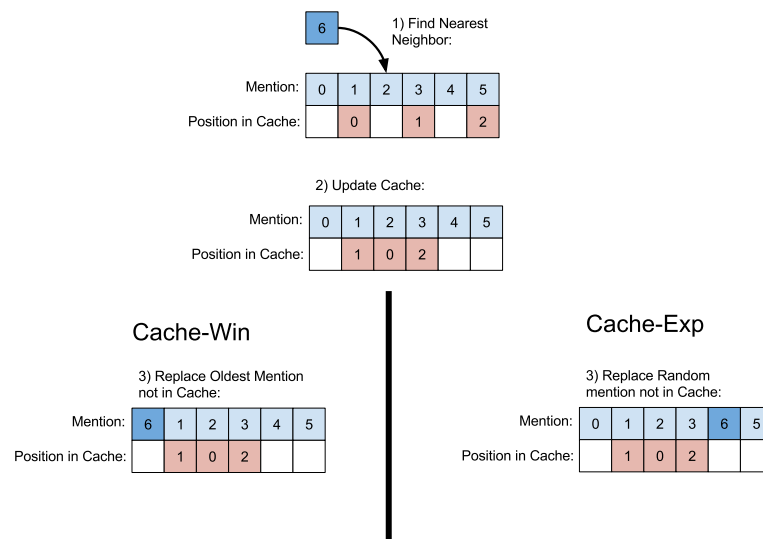 6
1) Find Nearest
Neighbor:
Mention: 0 1 2 3 4 5
Position in Cache: 0 1 2
2) Update Cache:
Mention: 0 1 2 3 4 5
Position in Cache: 1 0 2
Cache-Win
3) Replace Oldest Mention
not in Cache:
Mention: 6 1 2 3 4 5
Position in Cache: 1 0 2
Cache-Exp
3) Replace Random
mention not in Cache:
Mention: 0 1 2 3 6 5
Position in Cache: 1 0 2